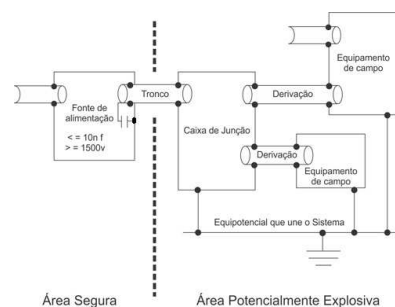 Equipamento
de campo
Fonte de
alimentação
< = 10n f
> = 1500v
Tronco
Derivação
Caixa de Junção
Derivação
Equipamento
de campo
Equipotencial que une o Sistema
Área Segura
Área Potencialmente Explosiva